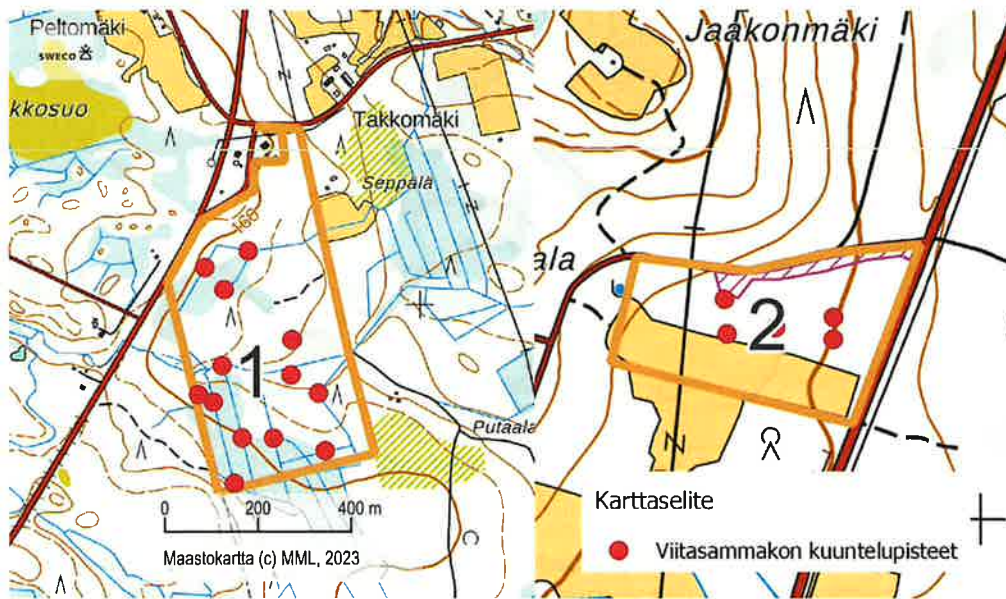 Peltomäki
SWECO
kkosuo
Takkomäki
Seppälä
160
1
Putaala
0 200 400 m
Maastokartta (c) MML, 2023
Jaakonmäki
ala
2
Karttaselite
Viitasammakon kuuntelupisteet